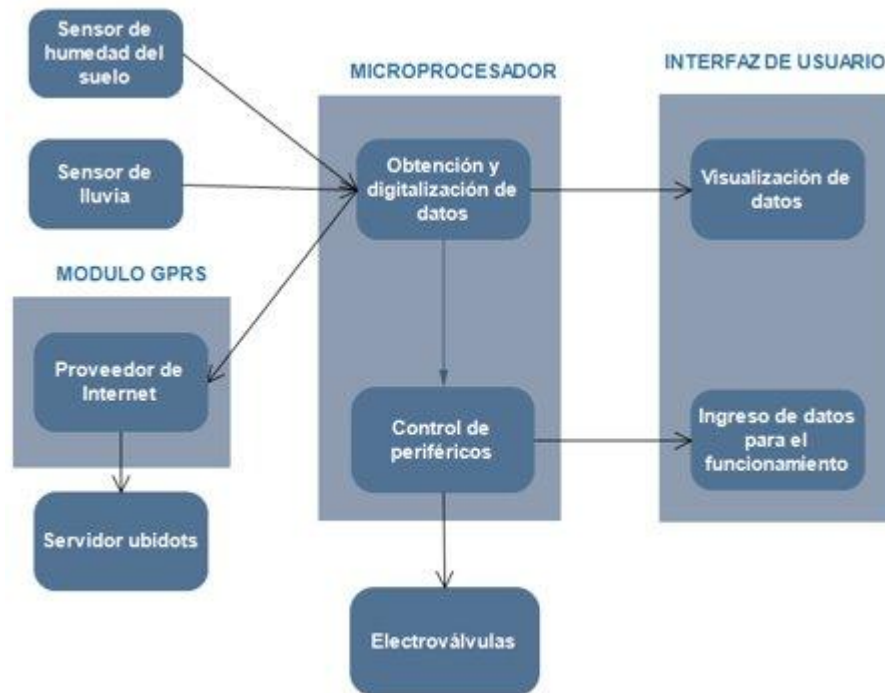 Sensor de
humedad del
suelo
MICROPROCESADOR
INTERFAZ DE USUARIO
Sensor de
lluvia
Obtención y
digitalización de
datos
Visualización de
datos
MODULO GPRS
Proveedor de
Internet
Control de
periféricos
Ingreso de datos
para el
funcionamiento
Servidor ubidots
Electroválvulas